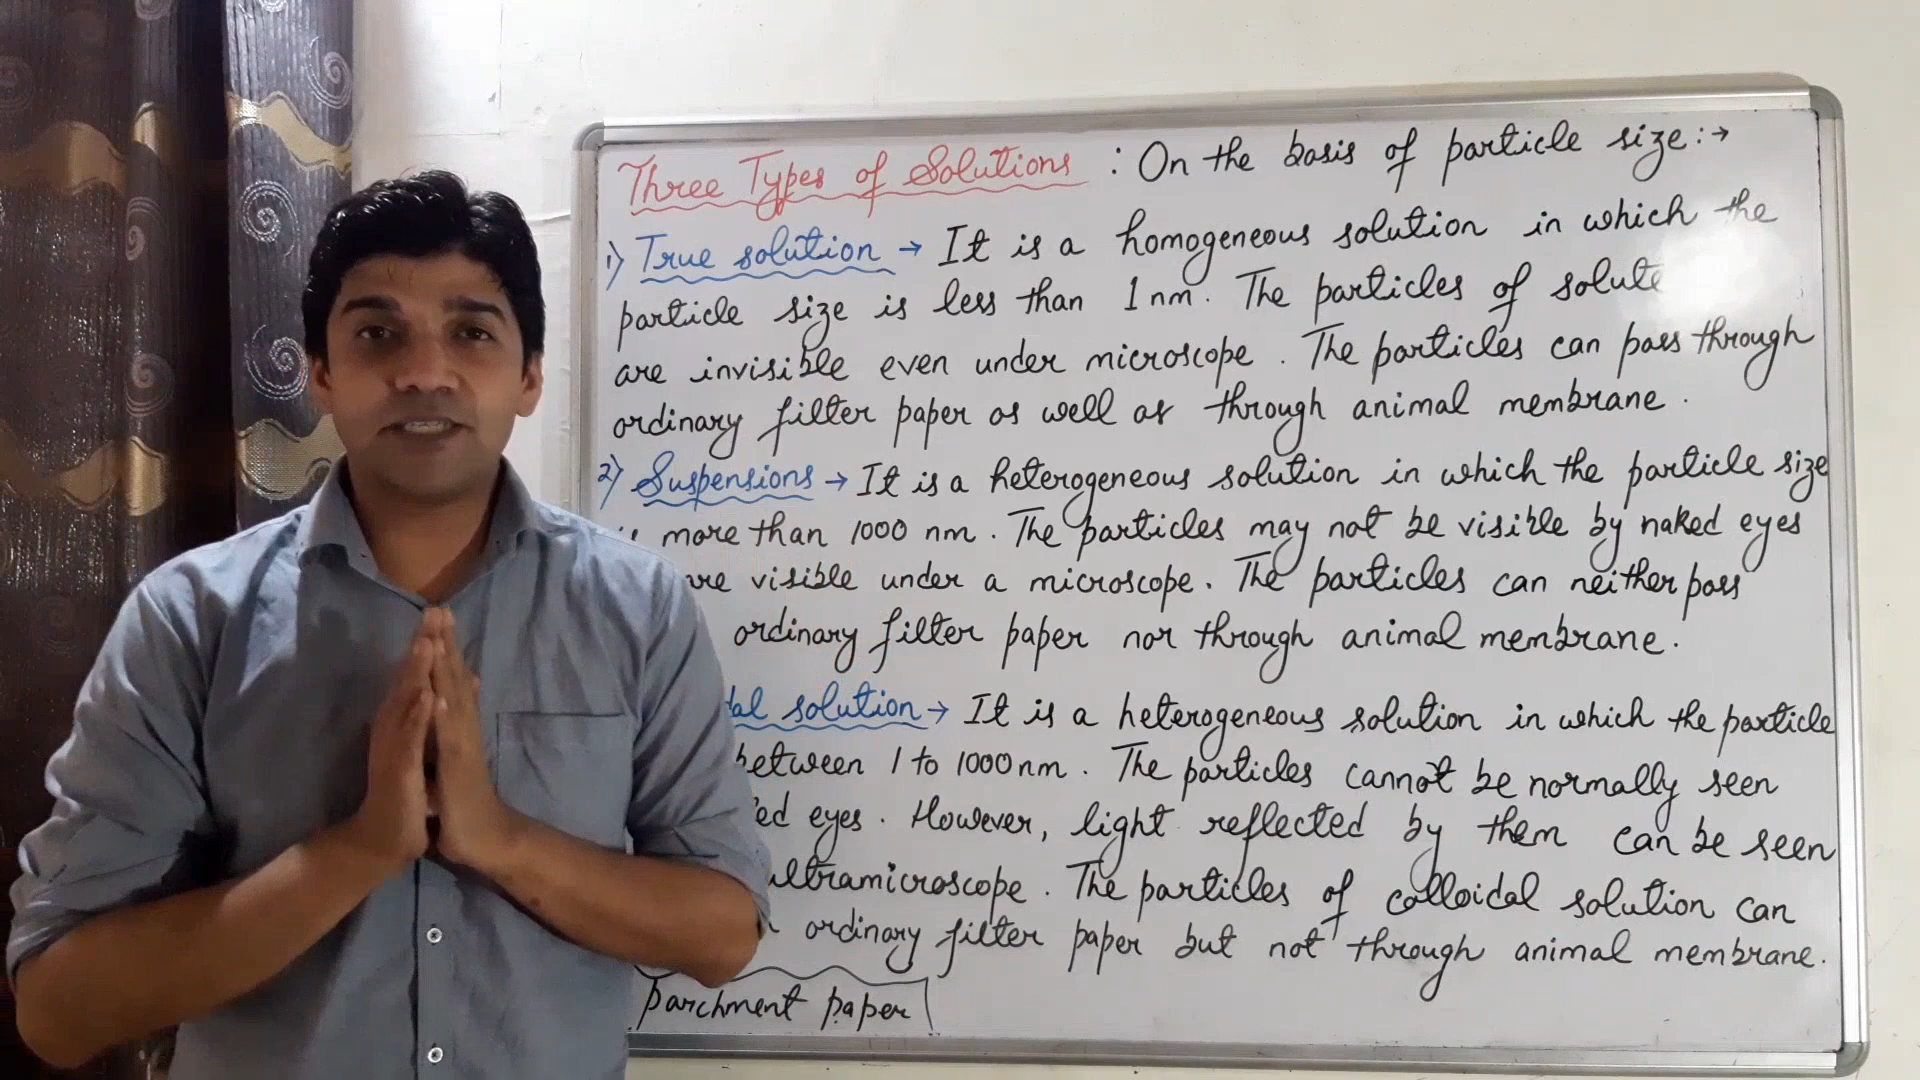 Three Types of Solutions : On the basis of particle size :→
1) True solution → It is a homogeneous solution in which the
particle size is less than 1 nm. The particles of solute
are invisible even under microscope. The particles can pass through
ordinary filter paper as well as through animal membrane.
2) Suspensions → It is a heterogeneous solution in which the particle size
more than 1000 nm. The particles may not be visible by naked eyes
are visible under a microscope. The particles can neither pass
ordinary filter paper nor through animal membrane.
dal solution → It is a heterogeneous solution in which the particle
between 1 to 1000 nm. The particles cannot be normally seen
ed eyes. However, light reflected by them can be seen
ultramicroscope. The particles of colloidal solution can
ordinary filter paper but not through animal membrane.
parchment paper